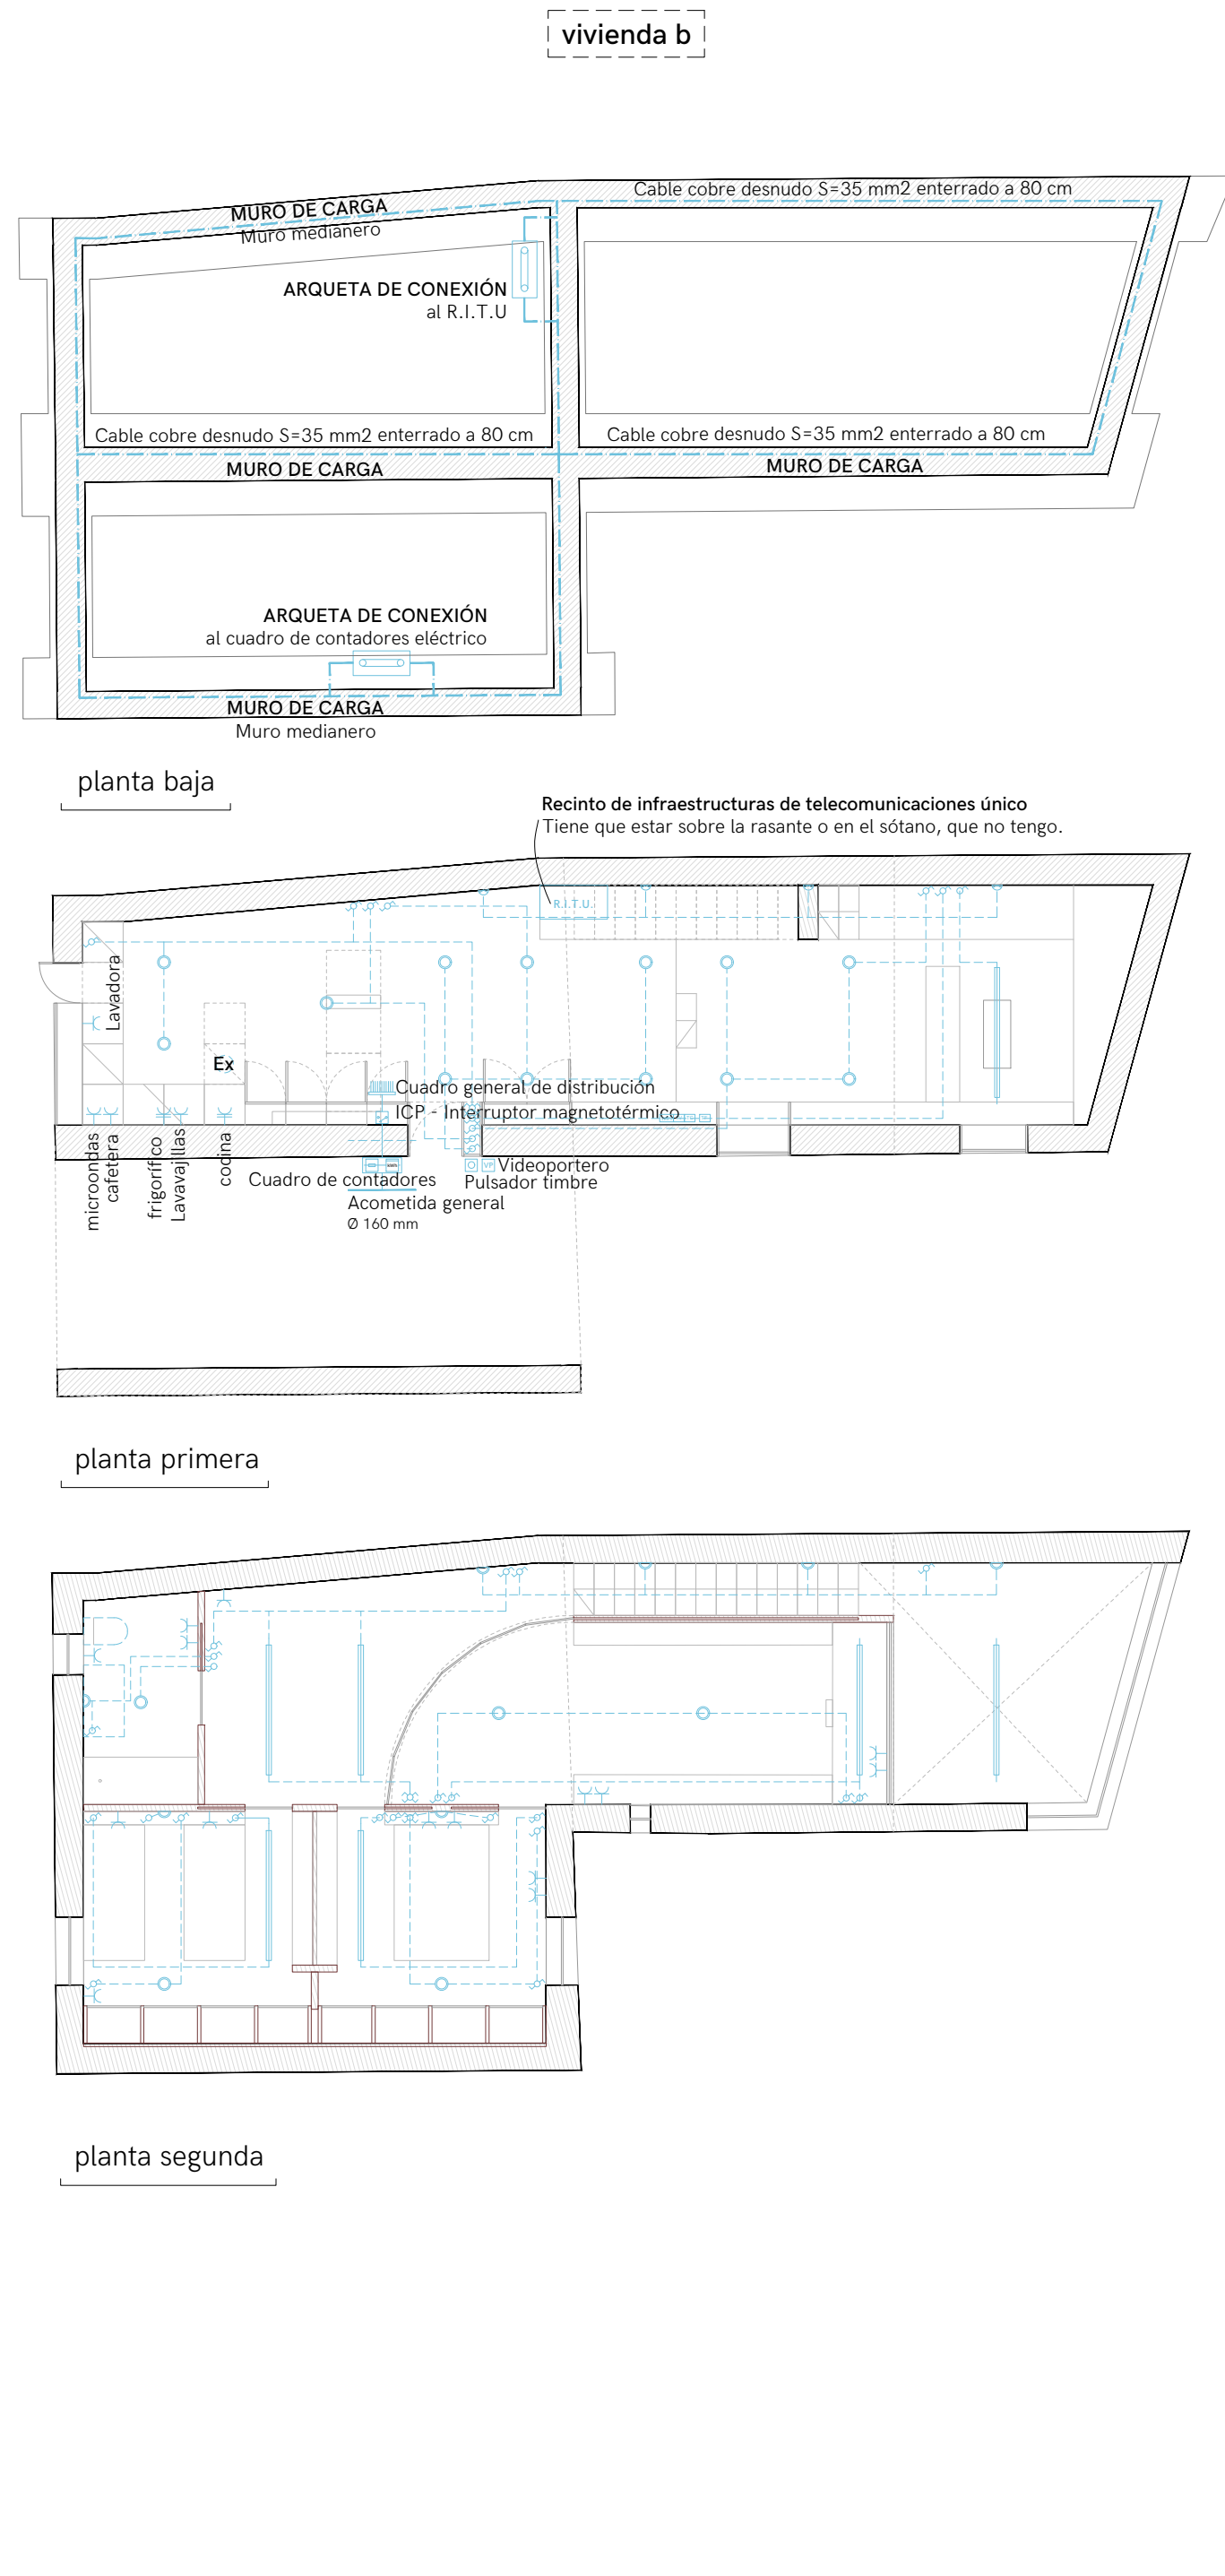 vivienda b
Cable cobre desnudo S=35 mm2 enterrado a 80 cm
MURO DE CARGA
Muro medianero
ARQUETA DE CONEXIÓN
al R.I.T.U
Cable cobre desnudo S=35 mm2 enterrado a 80 cm
Cable cobre desnudo S=35 mm2 enterrado a 80 cm
MURO DE CARGA
MURO DE CARGA
ARQUETA DE CONEXIÓN
al cuadro de contadores eléctrico
MURO DE CARGA
Muro medianero
planta baja
Recinto de infraestructuras de telecomunicaciones único
Tiene que estar sobre la rasante o en el sótano, que no tengo.
R.I.T.U.
Lavadora
Ex
Cuadro general de distribución
ICP - Interruptor magnetotérmico
microondas
cafetera
frigorífico
Lavavajillas
cocina
VP
Videoportero
Cuadro de contadores
Pulsador timbre
Acometida general
Ø 160 mm
planta primera
planta segunda